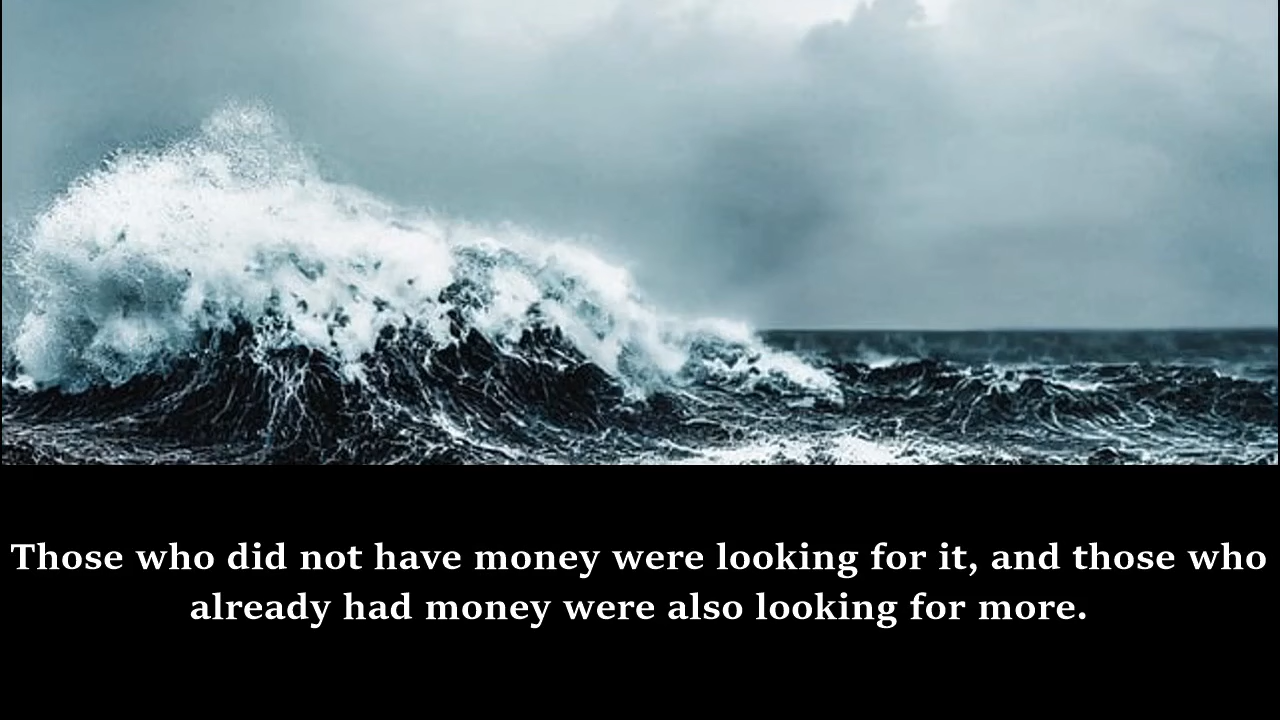 Those who did not have money were looking for it, and those who
already had money were also looking for more.